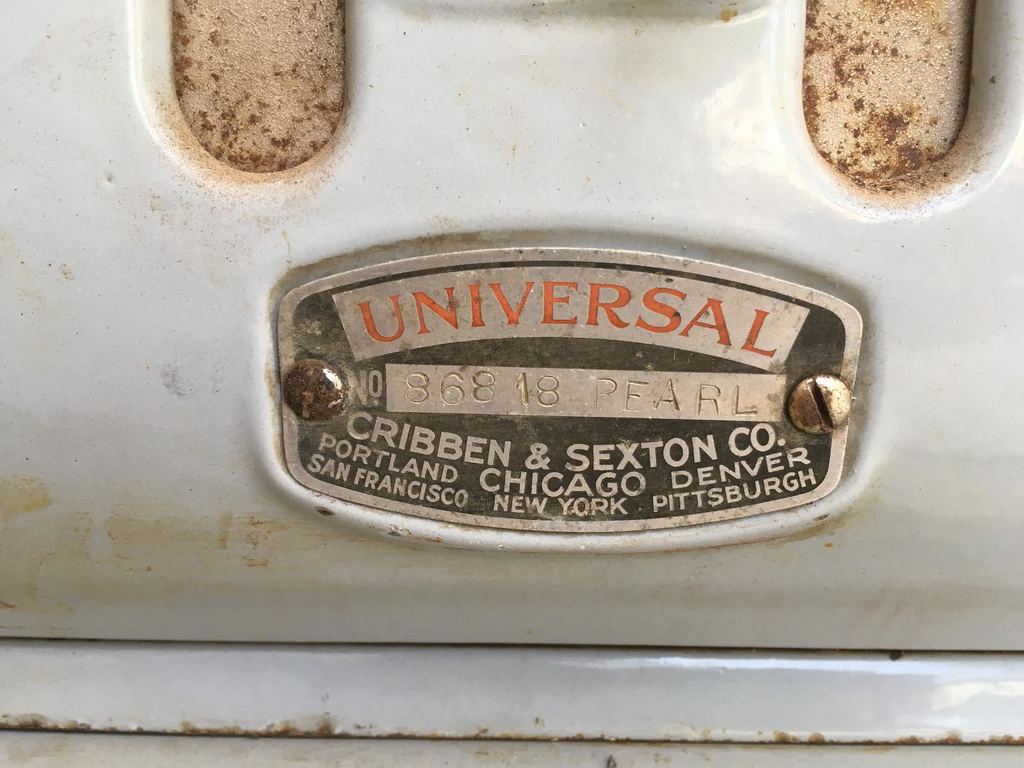 UNIVERSAL
NO 86818 PEARL
CRIBBEN & SEXTON CO.
PORTLAND CHICAGO DENVER
SAN FRANCISCO NEW YORK PITTSBURGH